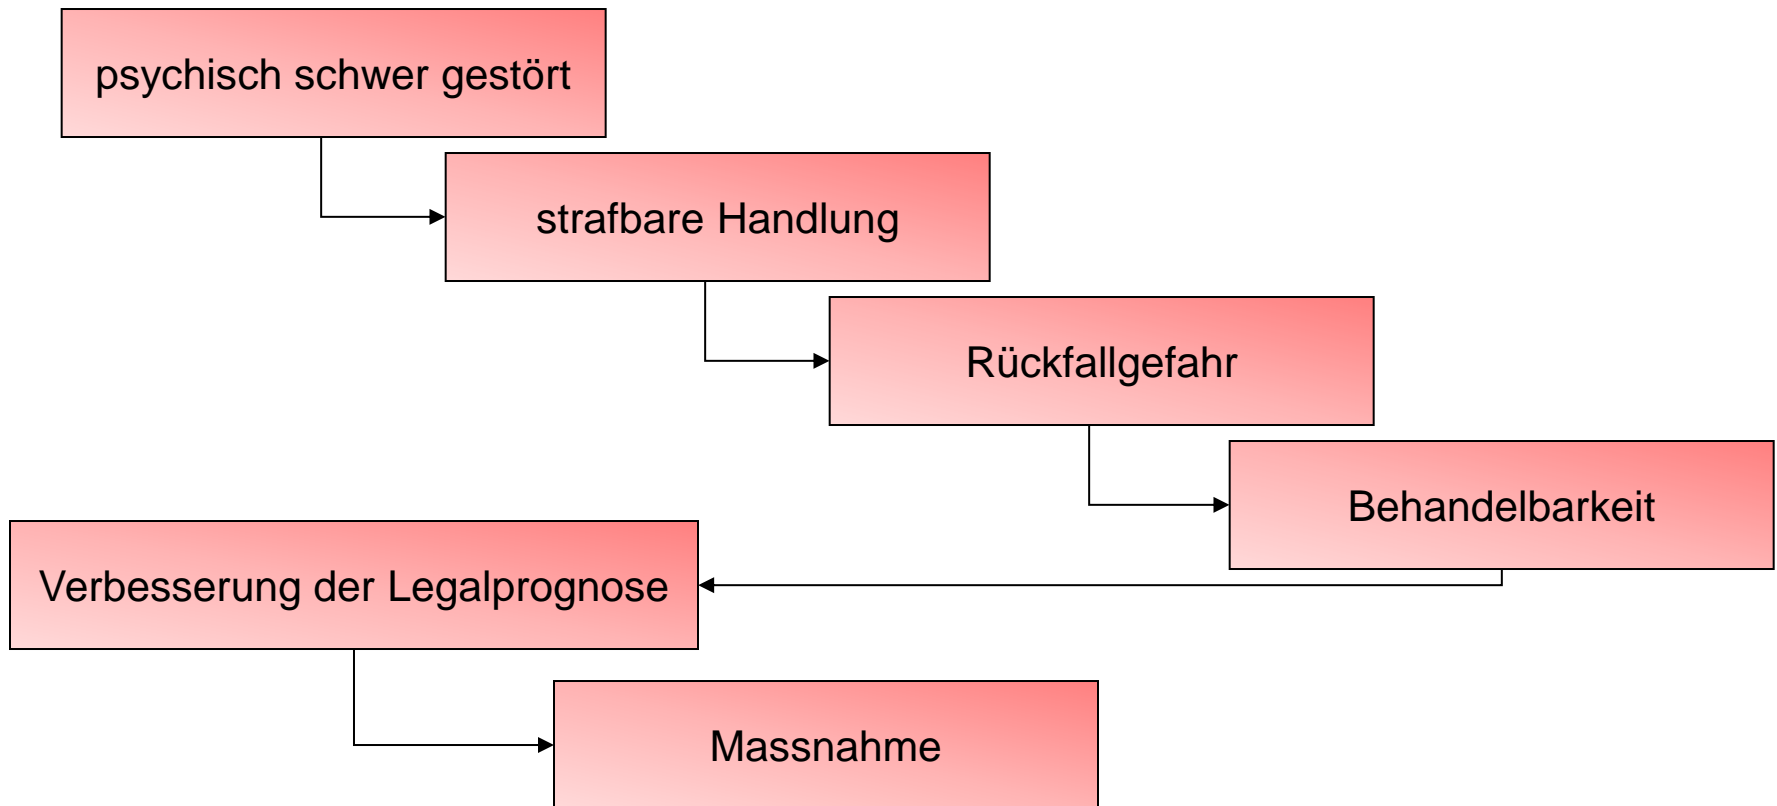 psychisch schwer gestört
strafbare Handlung
Rückfallgefahr
Behandelbarkeit
Verbesserung der Legalprognose
Massnahme